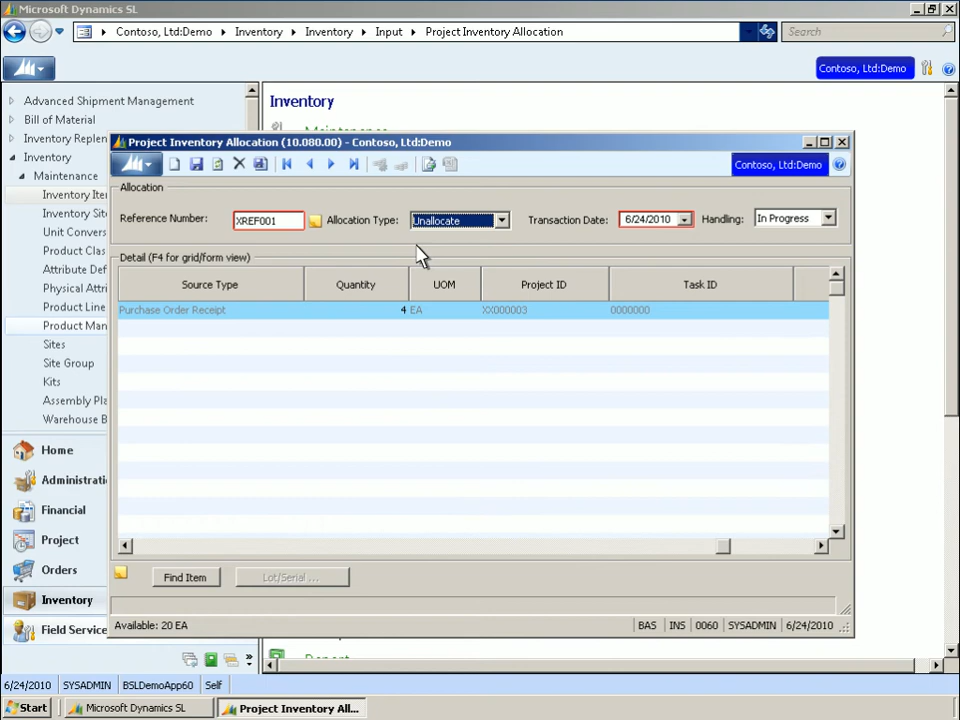 Microsoft Dynamics SL
Contoso, Ltd:Demo
Inventory
Inventory
Input
Project Inventory Allocation
Search
Contoso, Ltd:Demo
Advanced Shipment Management
Bill of Material
Inventory Replen
Inventory
Maintenance
Inventory Iter
Inventory Site
Unit Convers
Product Clas
Attribute Def
Physical Attri
Product Line
Product Man
Sites
Site Group
Kits
Assembly Pla
Warehouse B
Home
Administrati
Financial
Project
Orders
Inventory
Field Service
Inventory
Project Inventory Allocation (10.080.00) - Contoso, Ltd:Demo
Contoso, Ltd:Demo
Allocation
Reference Number: XREF001 Allocation Type: Unallocate Transaction Date: 6/24/2010 Handling: In Progress
Detail (F4 for grid/form view)
Source Type Quantity UOM Project ID Task ID
Purchase Order Receipt 4 EA XX000003 0000000
Find Item Lot/Serial ...
Available: 20 EA BAS INS 0060 SYSADMIN 6/24/2010
6/24/2010 SYSADMIN BSLDemoApp60 Self
Start Microsoft Dynamics SL Project Inventory All...